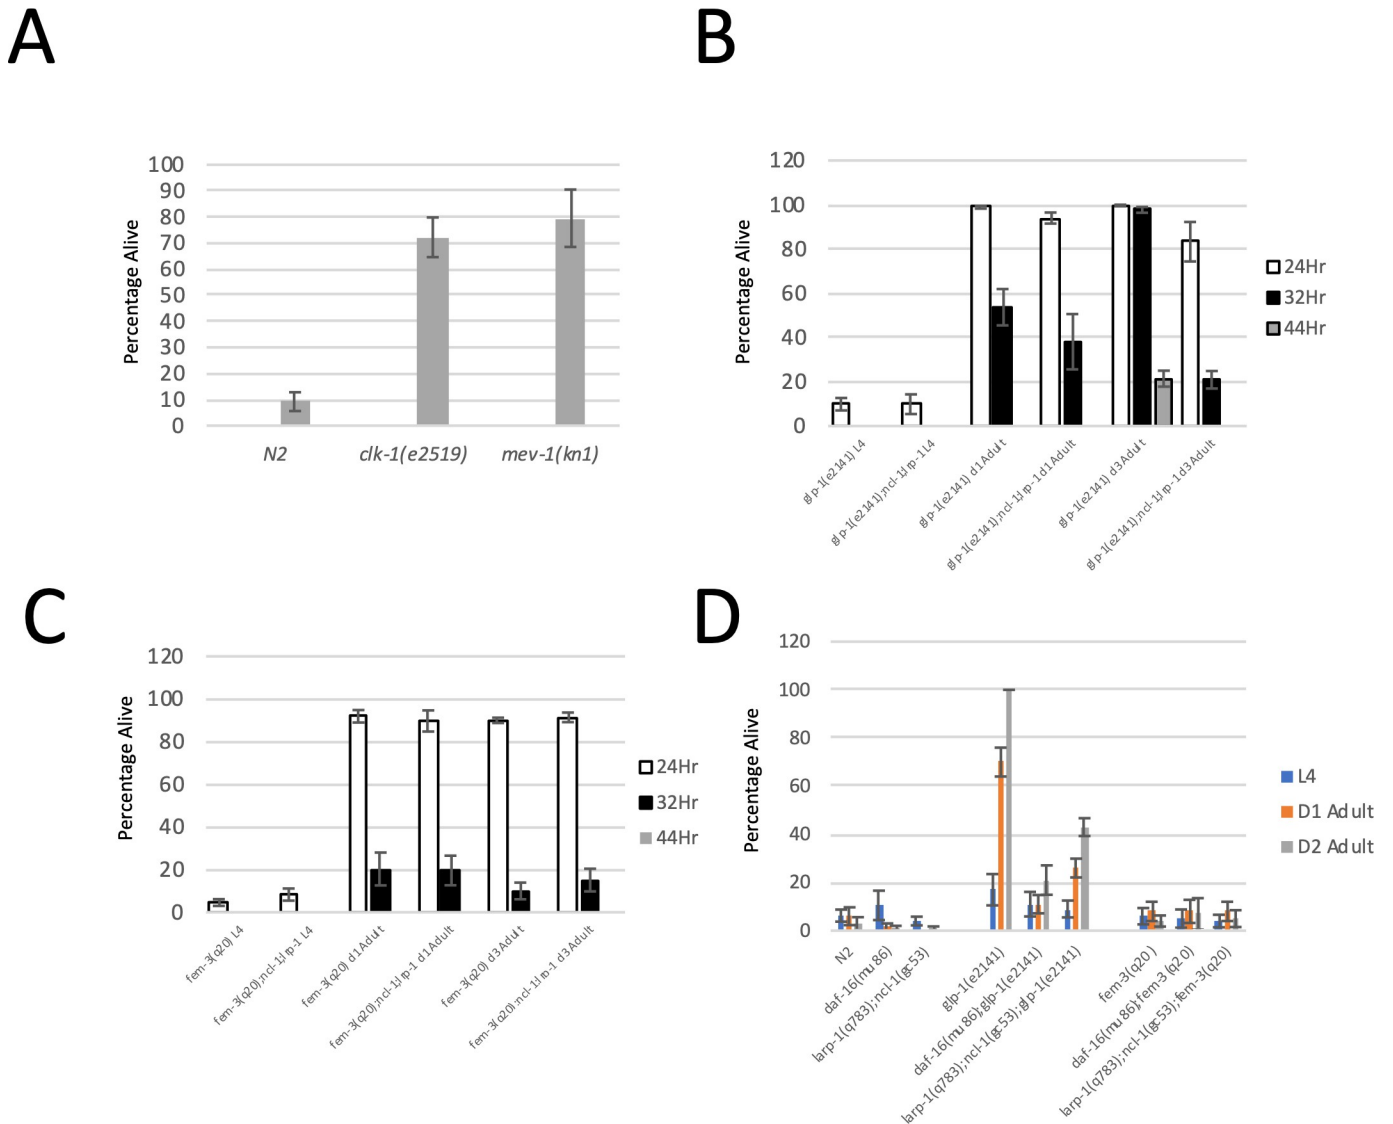 A
Percentage Alive
100
90
80
70
60
50
40
30
20
10
0
N2
clk-1(e2519)
mev-1(kn1)
B
Percentage Alive
120
100
80
60
40
20
0
glp-1(e2141) L4
glp-1(e2141);ncl-1;lrp-1 L4
glp-1(e2141) d1 Adult
glp-1(e2141);ncl-1;lrp-1 d1 Adult
glp-1(e2141) d3 Adult
glp-1(e2141);ncl-1;lrp-1 d3 Adult
24Hr
32Hr
44Hr
C
Percentage Alive
120
100
80
60
40
20
0
fem-3(q20) L4
fem-3(q20);ncl-1;lrp-1 L4
fem-3(q20) d1 Adult
fem-3(q20);ncl-1;lrp-1 d1 Adult
fem-3(q20) d3 Adult
fem-3(q20);ncl-1;lrp-1 d3 Adult
24Hr
32Hr
44Hr
D
Percentage Alive
120
100
80
60
40
20
0
N2
daf-16(mu86)
larp-1(q783);ncl-1(gc53)
glp-1(e2141)
daf-16(mu86);glp-1(e2141)
larp-1(q783);ncl-1(gc53);glp-1(e2141)
fem-3(q20)
daf-16(mu86);fem-3(q20)
larp-1(q783);ncl-1(gc53);fem-3(q20)
L4
D1 Adult
D2 Adult